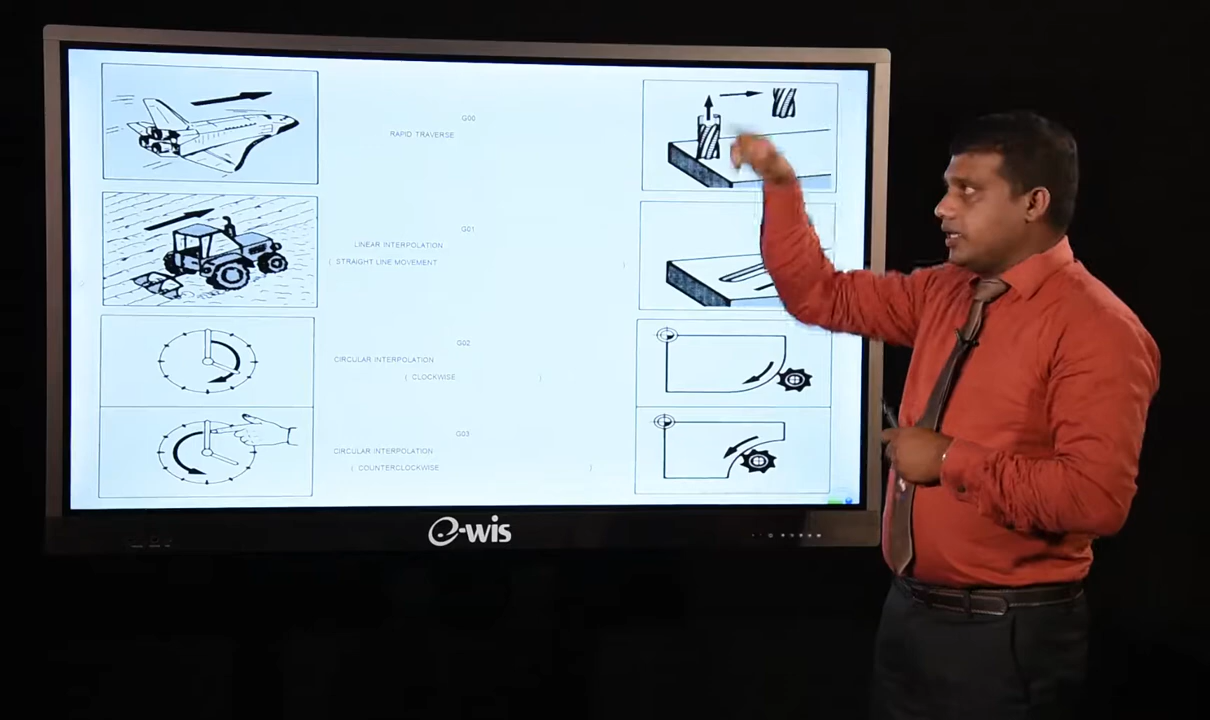 G00
RAPID TRAVERSE
G01
LINEAR INTERPOLATION
( STRAIGHT LINE MOVEMENT )
G02
CIRCULAR INTERPOLATION
( CLOCKWISE )
G03
CIRCULAR INTERPOLATION
( COUNTERCLOCKWISE )
e-wis